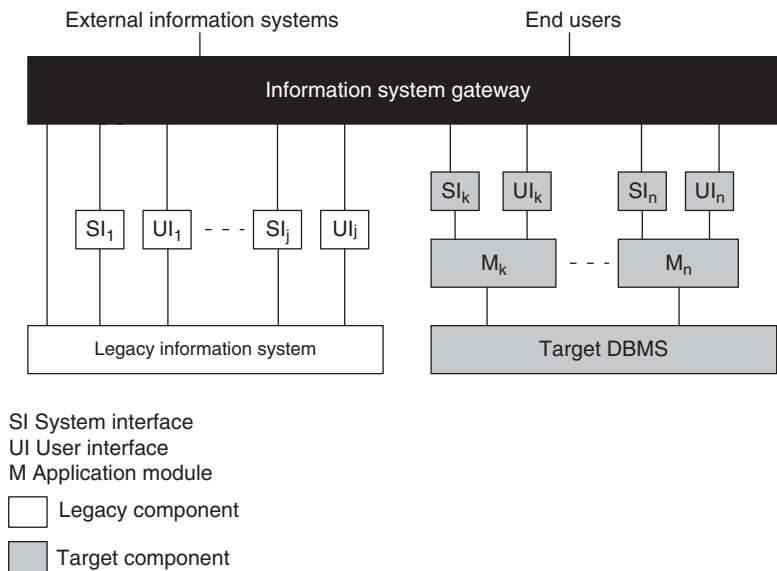 External information systems End users
Information system gateway
SIₖ UIₖ SIₙ UIₙ
SI₁ UI₁ - - - - SIⱼ UIⱼ
Mₖ - - - - Mₙ
Legacy information system Target DBMS
SI System interface
UI User interface
M Application module
Legacy component
Target component